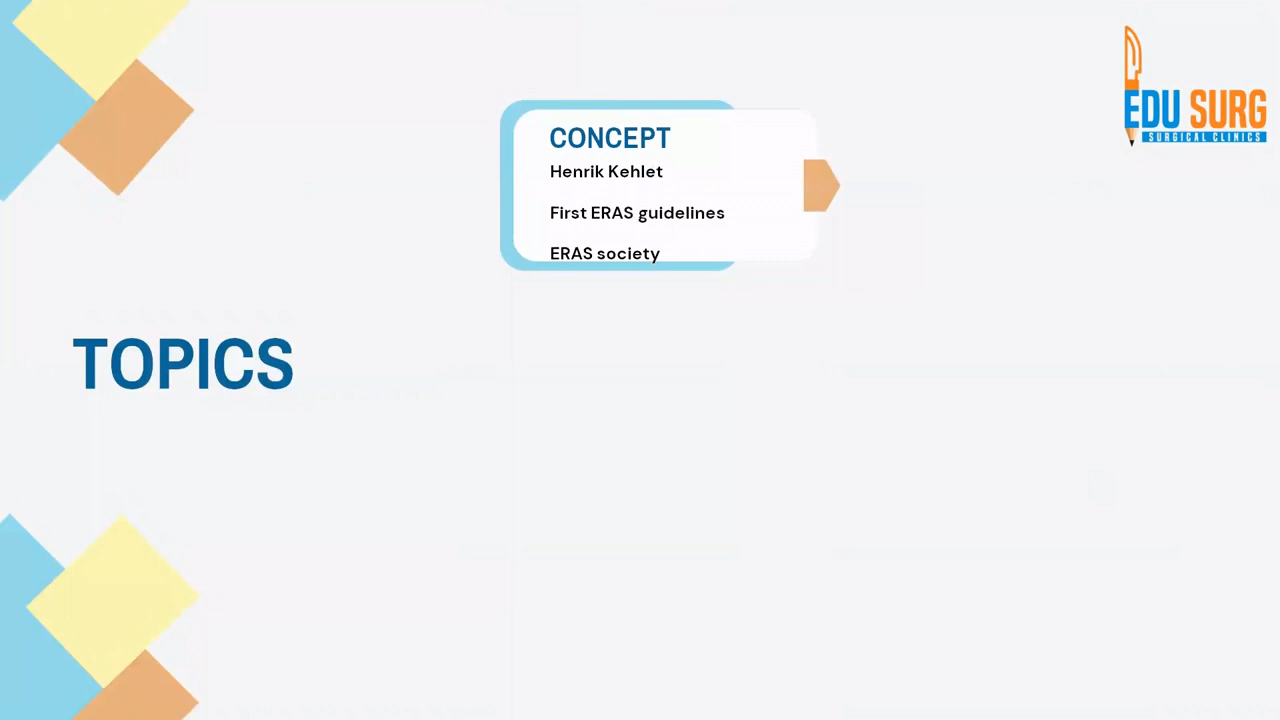 EDU SURG
SURGICAL CLINICS
CONCEPT
Henrik Kehlet
First ERAS guidelines
ERAS society
TOPICS